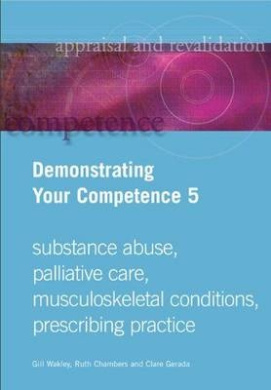 appraisal and revalidation
competence
Demonstrating
Your Competence 5
substance abuse,
palliative care,
musculoskeletal conditions,
prescribing practice
Gill Wakley, Ruth Chambers and Clare Gerada